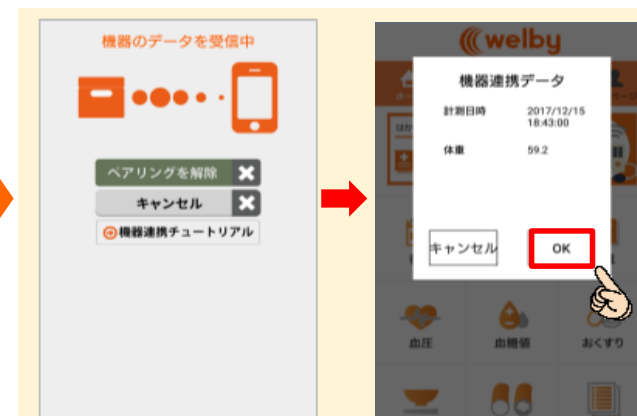 機器のデータを受信中
ペアリングを解除
キャンセル
機器連携チュートリアル
welby
機器連携データ
計測日時 2017/12/15
18:43:00
体重 59.2
キャンセル
OK
血圧
血糖値
おくすり